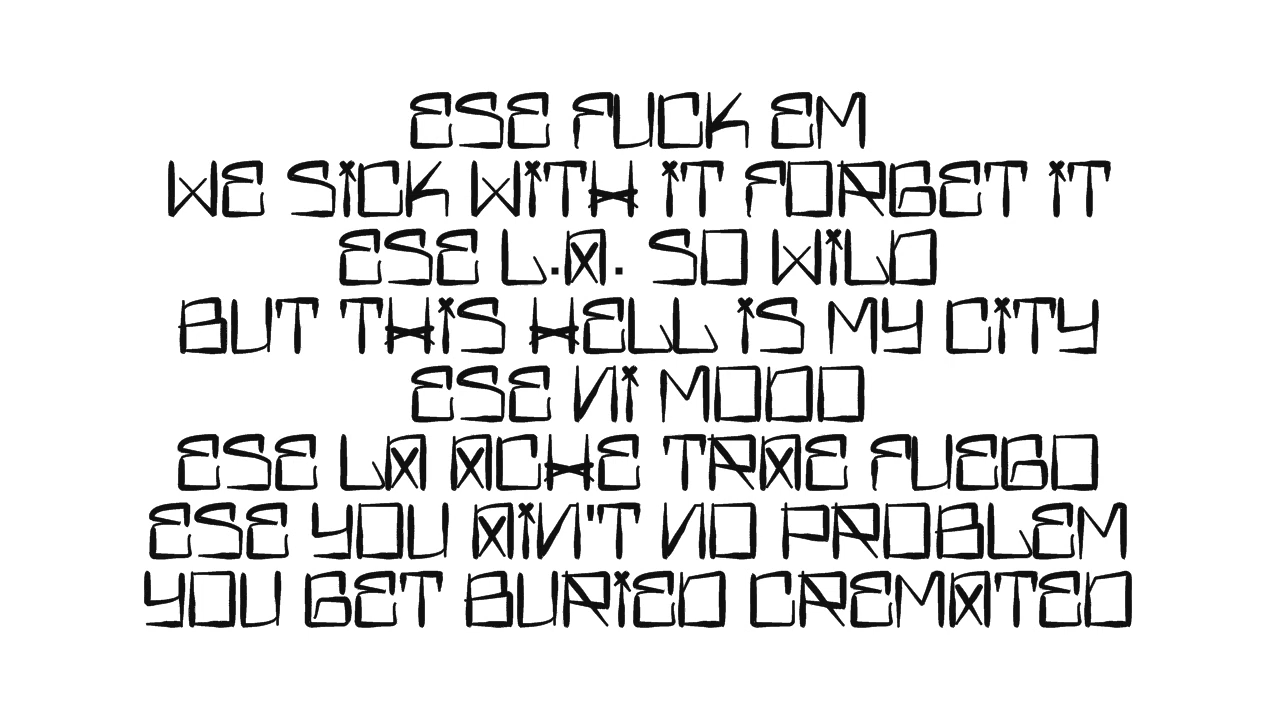 ESE FUCK EM
WE SICK WITH IT FORGET IT
ESE L.A. SO WILD
BUT THIS HELL IS MY CITY
ESE NI MODO
ESE LA ACHE TRAE FUEGO
ESE YOU AIN'T NO PROBLEM
YOU GET BURIED CREMATED